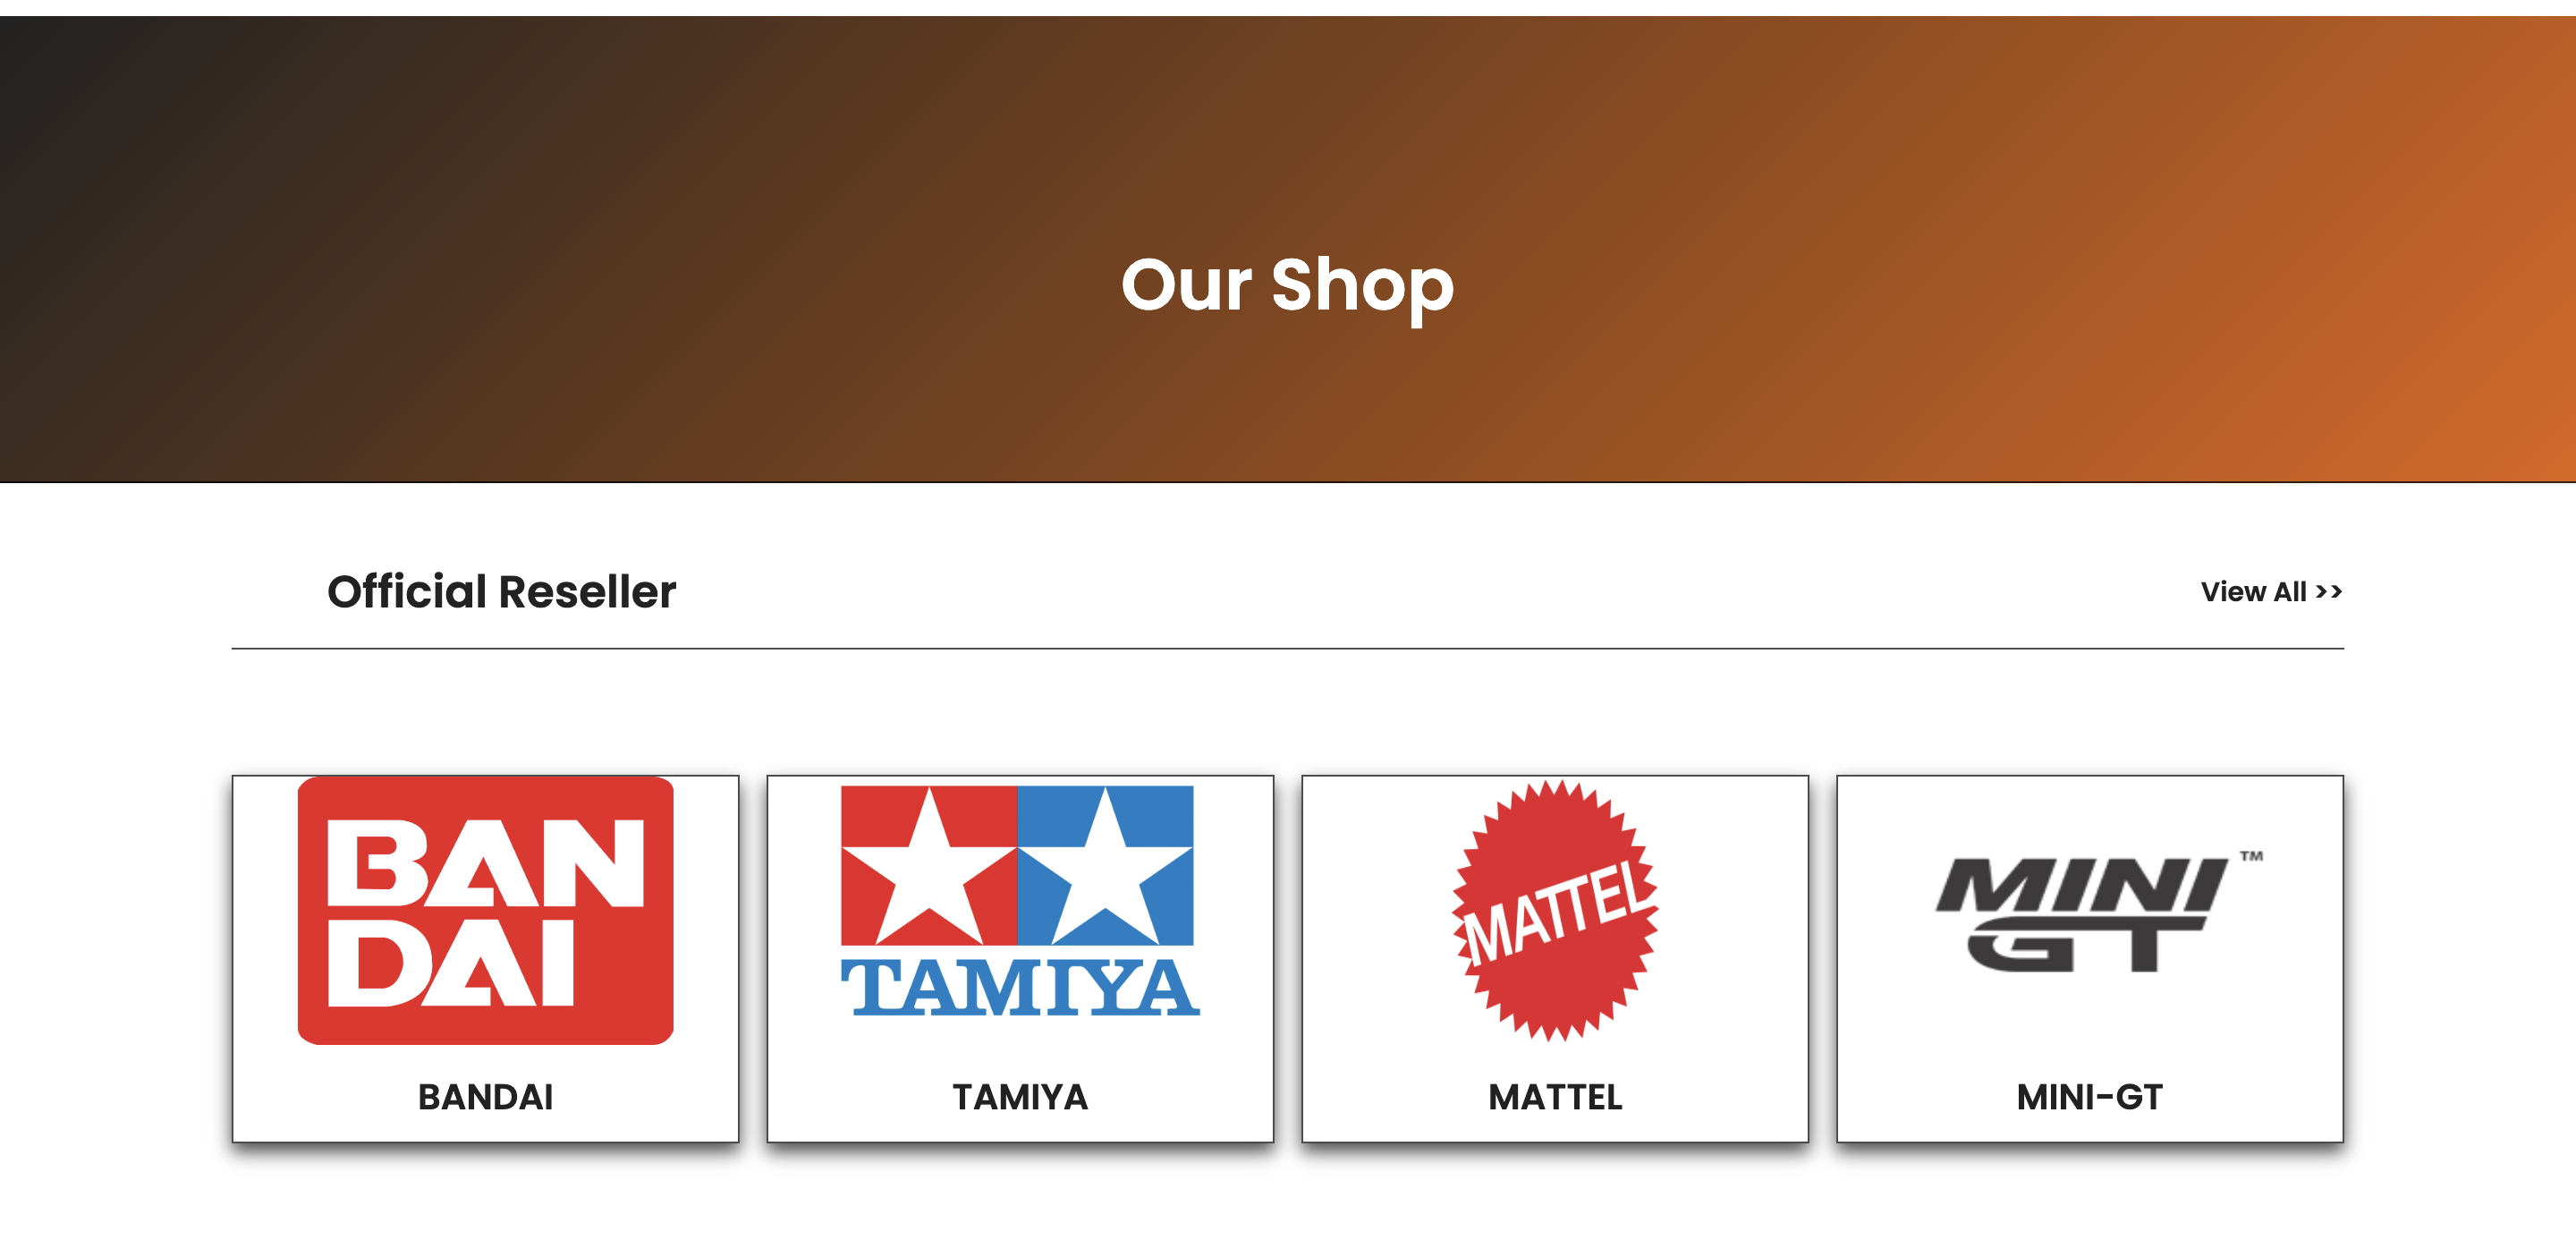 Our Shop
Official Reseller
View All >>
BAN
DAI
TAMIYA
MATTEL
MINI ™
GT
BANDAI
TAMIYA
MATTEL
MINI-GT